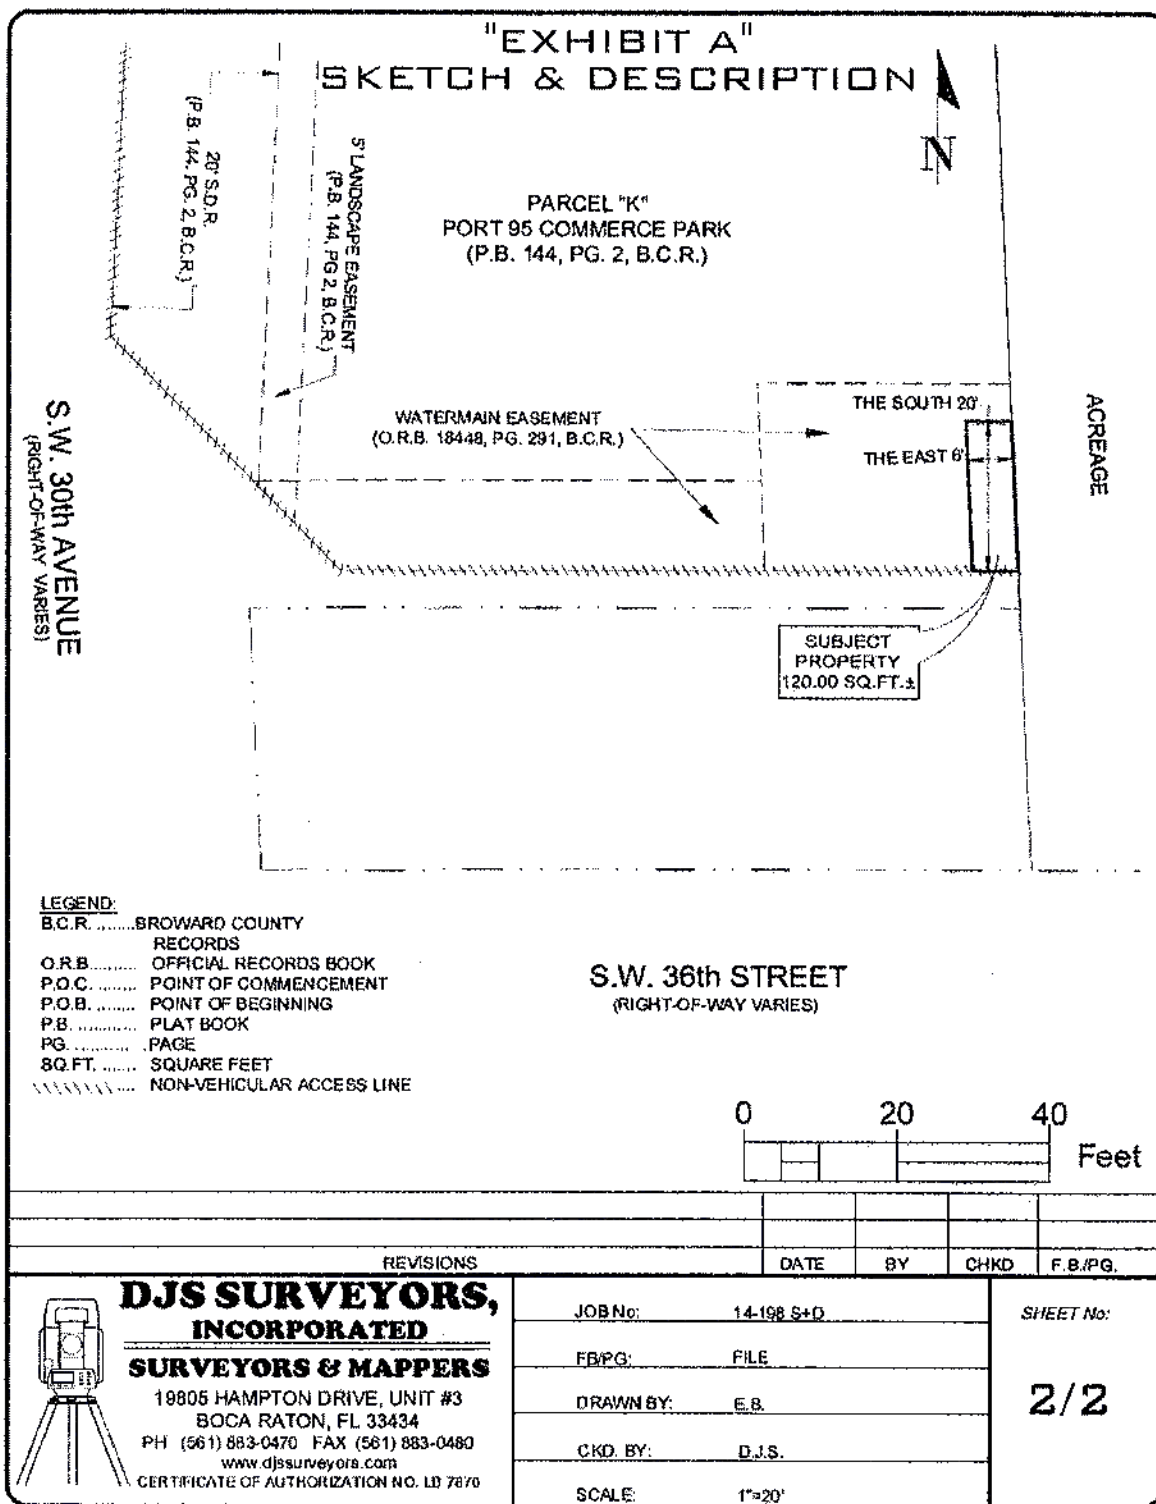 "EXHIBIT A"
SKETCH & DESCRIPTION
N
20' S.D.R.
(P.B. 144, PG. 2, B.C.R.)
5' LANDSCAPE EASEMENT
(P.B. 144, PG 2, B.C.R.)
PARCEL "K"
PORT 95 COMMERCE PARK
(P.B. 144, PG. 2, B.C.R.)
WATERMAIN EASEMENT
(O.R.B. 18448, PG. 291, B.C.R.)
THE SOUTH 20'
THE EAST 6'
ACREAGE
S.W. 30th AVENUE
(RIGHT-OF-WAY VARIES)
SUBJECT
PROPERTY
120.00 SQ.FT.±
LEGEND:
B.C.R. ........BROWARD COUNTY
RECORDS
O.R.B......... OFFICIAL RECORDS BOOK
P.O.C. ........ POINT OF COMMENCEMENT
P.O.B. ........ POINT OF BEGINNING
P.B. ............. PLAT BOOK
PG. ............ .PAGE
SQ.FT. ....... SQUARE FEET
.... NON-VEHICULAR ACCESS LINE
S.W. 36th STREET
(RIGHT-OF-WAY VARIES)
0 20 40
Feet
REVISIONS DATE BY CHKD F.B./PG.
DJS SURVEYORS,
INCORPORATED
SURVEYORS & MAPPERS
19805 HAMPTON DRIVE, UNIT #3
BOCA RATON, FL 33434
PH (561) 883-0470 FAX (561) 883-0480
www.djssurveyors.com
CERTIFICATE OF AUTHORIZATION NO. LB 7870
JOB No: 14-198 S+D
FB/PG: FILE
DRAWN BY: E.B.
CKD. BY: D.J.S.
SCALE: 1"=20'
SHEET No:
2/2